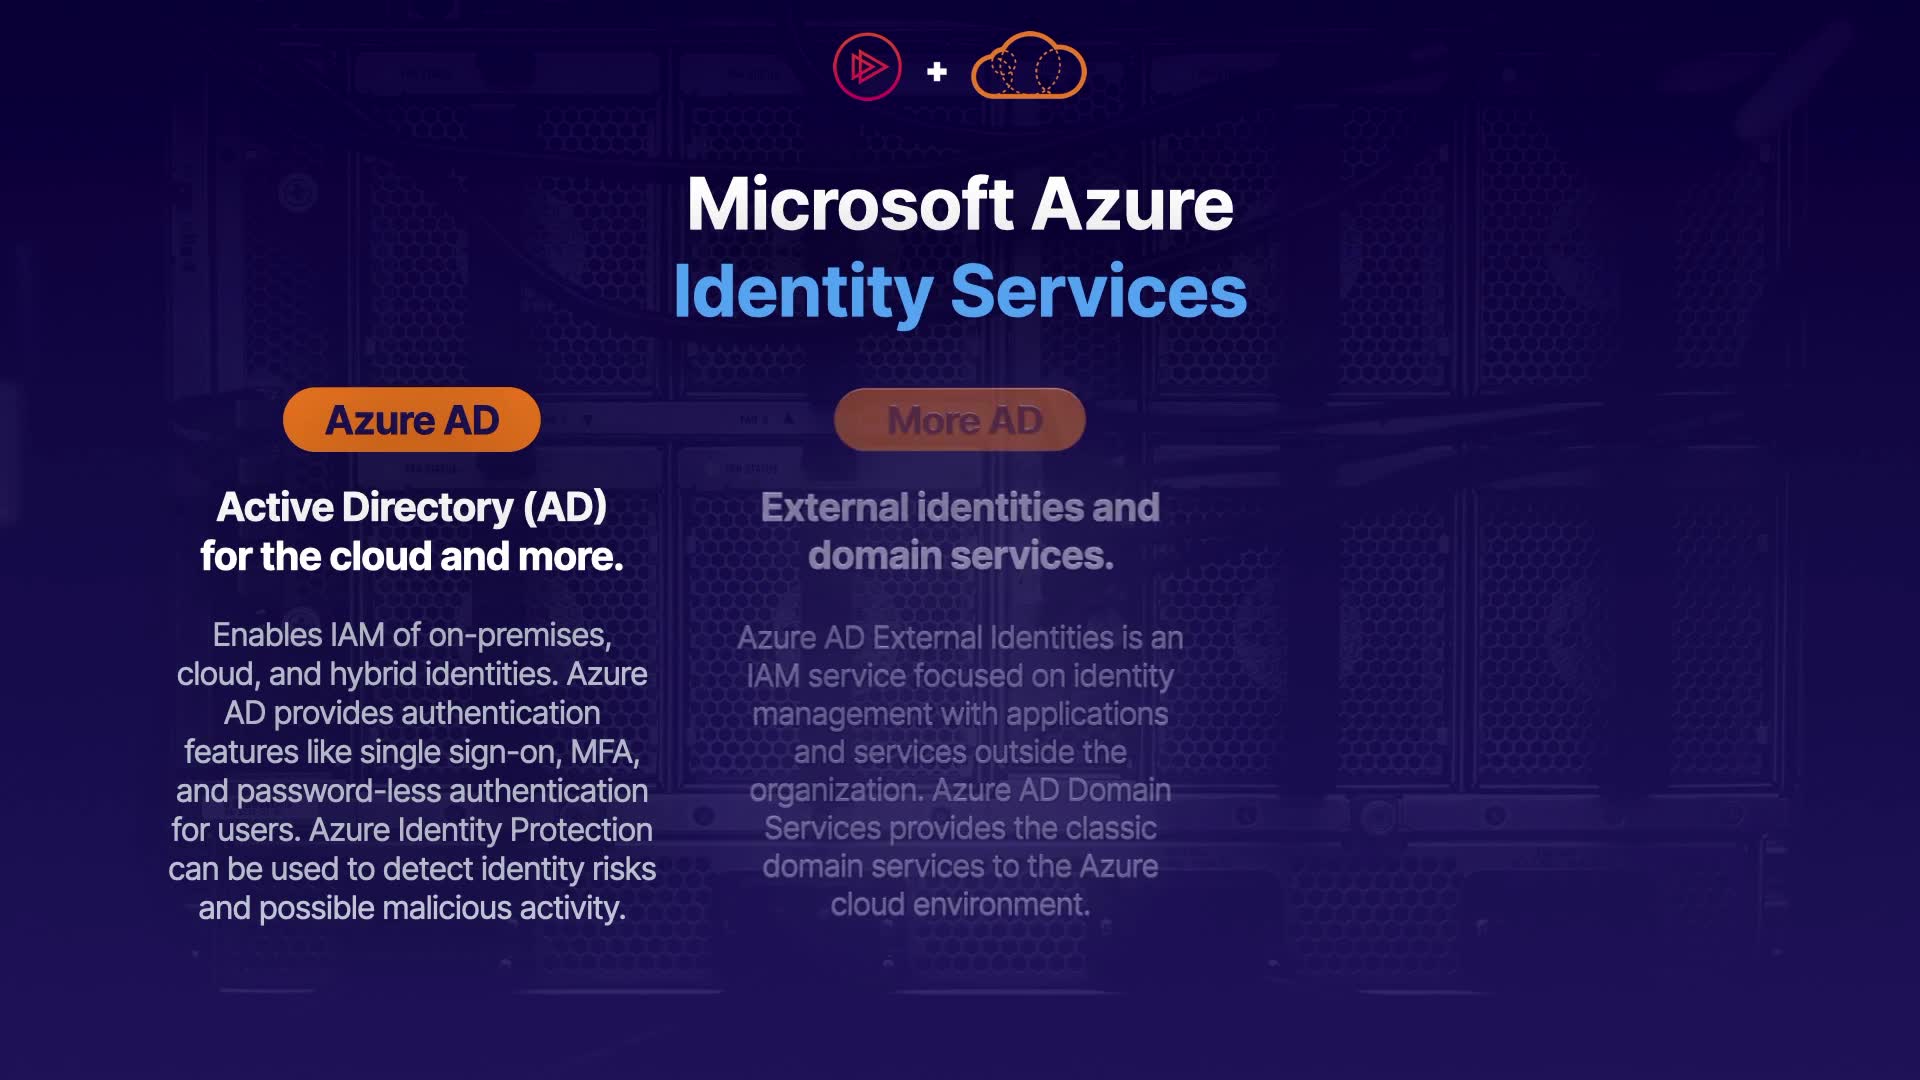 Microsoft Azure
Identity Services
Azure AD
Active Directory (AD)
for the cloud and more.
Enables IAM of on-premises,
cloud, and hybrid identities. Azure
AD provides authentication
features like single sign-on, MFA,
and password-less authentication
for users. Azure Identity Protection
can be used to detect identity risks
and possible malicious activity.
More AD
External identities and
domain services.
Azure AD External Identities is an
IAM service focused on identity
management with applications
and services outside the
organization. Azure AD Domain
Services provides the classic
domain services to the Azure
cloud environment.